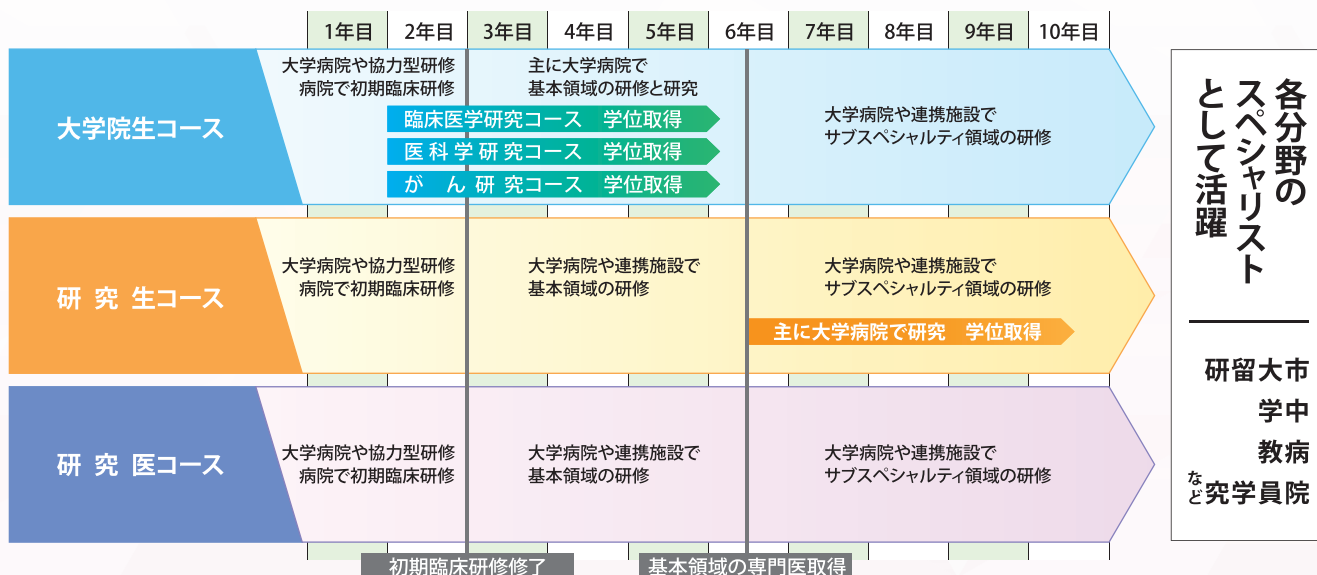 1年目 2年目 3年目 4年目 5年目 6年目 7年目 8年目 9年目 10年目
大学院生コース
大学病院や協力型研修
病院で初期臨床研修
主に大学病院で
基本領域の研修と研究
臨床医学研究コース 学位取得
医科学研究コース 学位取得
がん研究コース 学位取得
大学病院や連携施設で
サブスペシャルティ領域の研修
研究生コース
大学病院や協力型研修
病院で初期臨床研修
大学病院や連携施設で
基本領域の研修
大学病院や連携施設で
サブスペシャルティ領域の研修
主に大学病院で研究 学位取得
研究医コース
大学病院や協力型研修
病院で初期臨床研修
大学病院や連携施設で
基本領域の研修
大学病院や連携施設で
サブスペシャルティ領域の研修
初期臨床研修修了
基本領域の専門医取得
各分野の
スペシャリスト
として活躍
市中病院
大学教員
留学
研究など